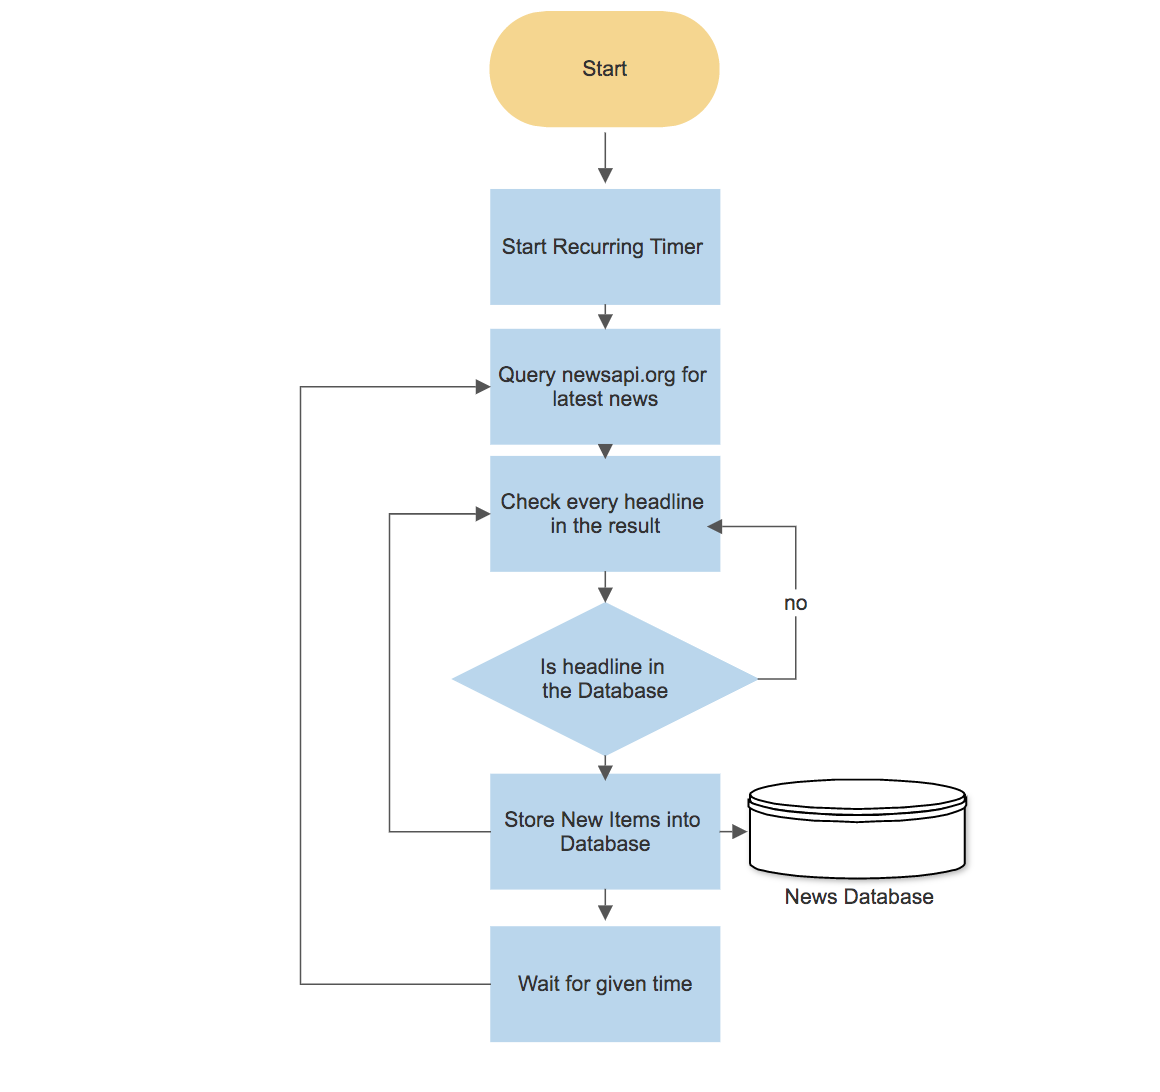 Start
Start Recurring Timer
Query newsapi.org for
latest news
Check every headline
in the result
no
Is headline in
the Database
Store New Items into
Database
News Database
Wait for given time